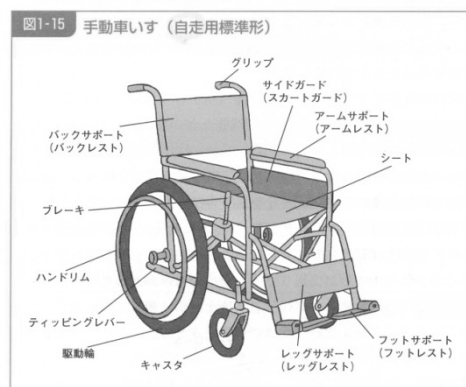 図1-15 手動車いす（自走用標準形）
グリップ
サイドガード
（スカートガード）
アームサポート
（アームレスト）
バックサポート
（バックレスト）
シート
ブレーキ
ハンドリム
ティッピングレバー
駆動輪
キャスタ
レッグサポート
（レッグレスト）
フットサポート
（フットレスト）